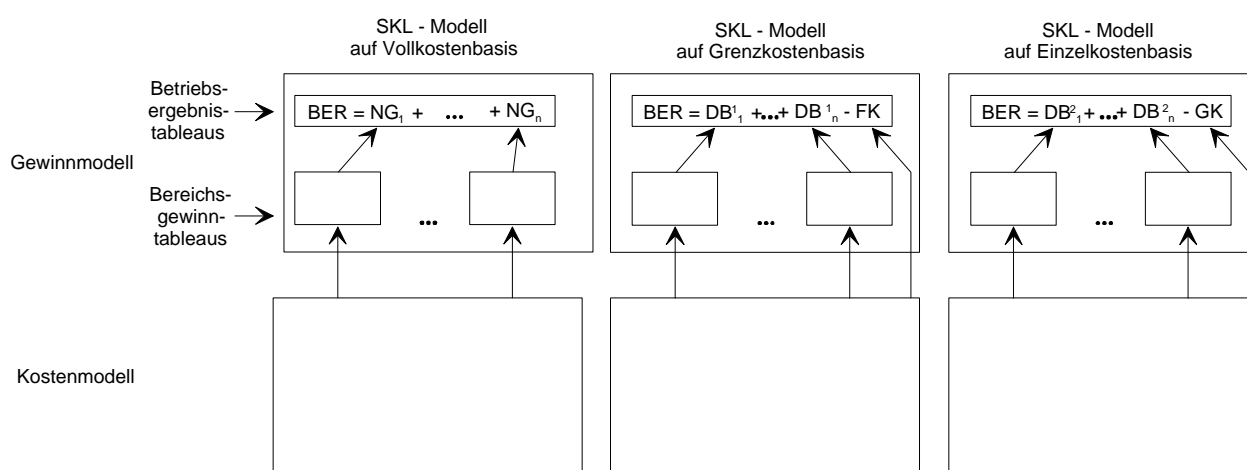 SKL - Modell
auf Vollkostenbasis
SKL - Modell
auf Grenzkostenbasis
SKL - Modell
auf Einzelkostenbasis
Betriebs-
ergebnis-
tableaus
BER = NG₁ + ... + NGₙ
BER = DB¹₁ +...+ DB¹ₙ - FK
BER = DB²₁ +...+ DB²ₙ - GK
Gewinnmodell
Bereichs-
gewinn-
tableaus
...
...
...
Kostenmodell